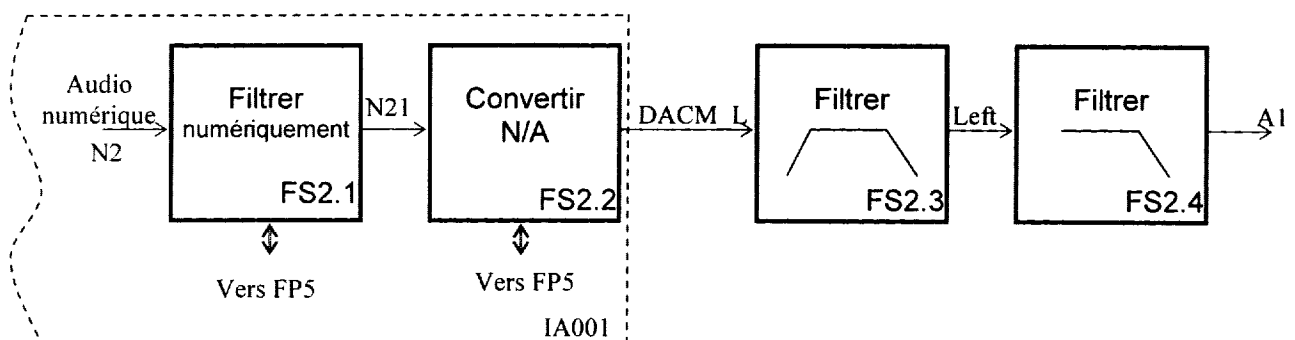 Audio
numérique
N2
Filtrer
numériquement
FS2.1
N21
Convertir
N/A
FS2.2
DACM_L
Filtrer
FS2.3
Left
Filtrer
FS2.4
A1
Vers FP5
Vers FP5
IA001